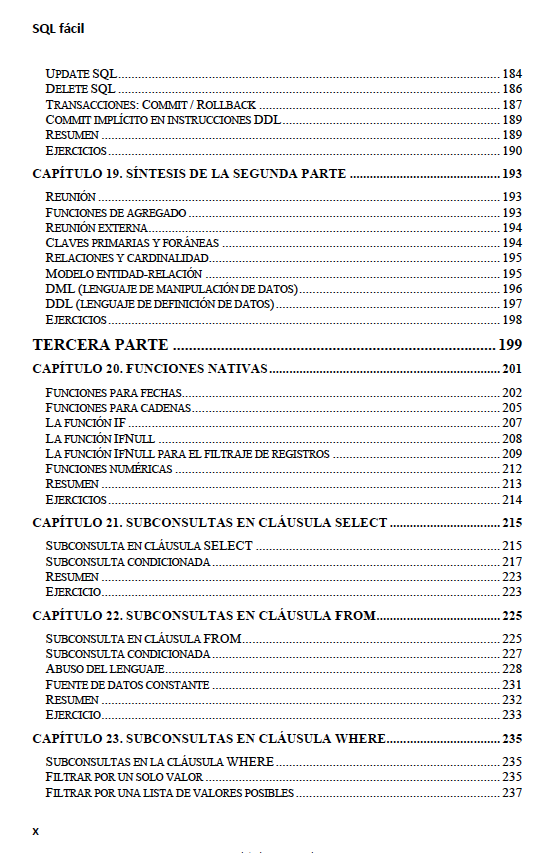 SQL fácil
UPDATE SQL 184
DELETE SQL 186
TRANSACCIONES: COMMIT / ROLLBACK 187
COMMIT IMPLÍCITO EN INSTRUCCIONES DDL 189
RESUMEN 189
EJERCICIOS 190
CAPÍTULO 19. SÍNTESIS DE LA SEGUNDA PARTE 193
REUNIÓN 193
FUNCIONES DE AGREGADO 193
REUNIÓN EXTERNA 194
CLAVES PRIMARIAS Y FORÁNEAS 194
RELACIONES Y CARDINALIDAD 195
MODELO ENTIDAD-RELACIÓN 195
DML (LENGUAJE DE MANIPULACIÓN DE DATOS) 196
DDL (LENGUAJE DE DEFINICIÓN DE DATOS) 197
EJERCICIOS 198
TERCERA PARTE 199
CAPÍTULO 20. FUNCIONES NATIVAS 201
FUNCIONES PARA FECHAS 202
FUNCIONES PARA CADENAS 205
LA FUNCIÓN IF 207
LA FUNCIÓN IFNULL 208
LA FUNCIÓN IFNULL PARA EL FILTRAJE DE REGISTROS 209
FUNCIONES NUMÉRICAS 212
RESUMEN 213
EJERCICIOS 214
CAPÍTULO 21. SUBCONSULTAS EN CLÁUSULA SELECT 215
SUBCONSULTA EN CLÁUSULA SELECT 215
SUBCONSULTA CONDICIONADA 217
RESUMEN 223
EJERCICIO 223
CAPÍTULO 22. SUBCONSULTAS EN CLÁUSULA FROM 225
SUBCONSULTA EN CLÁUSULA FROM 225
SUBCONSULTA CONDICIONADA 227
ABUSO DEL LENGUAJE 228
FUENTE DE DATOS CONSTANTE 231
RESUMEN 232
EJERCICIO 233
CAPÍTULO 23. SUBCONSULTAS EN CLÁUSULA WHERE 235
SUBCONSULTAS EN LA CLÁUSULA WHERE 235
FILTRAR POR UN SOLO VALOR 235
FILTRAR POR UNA LISTA DE VALORES POSIBLES 237
x